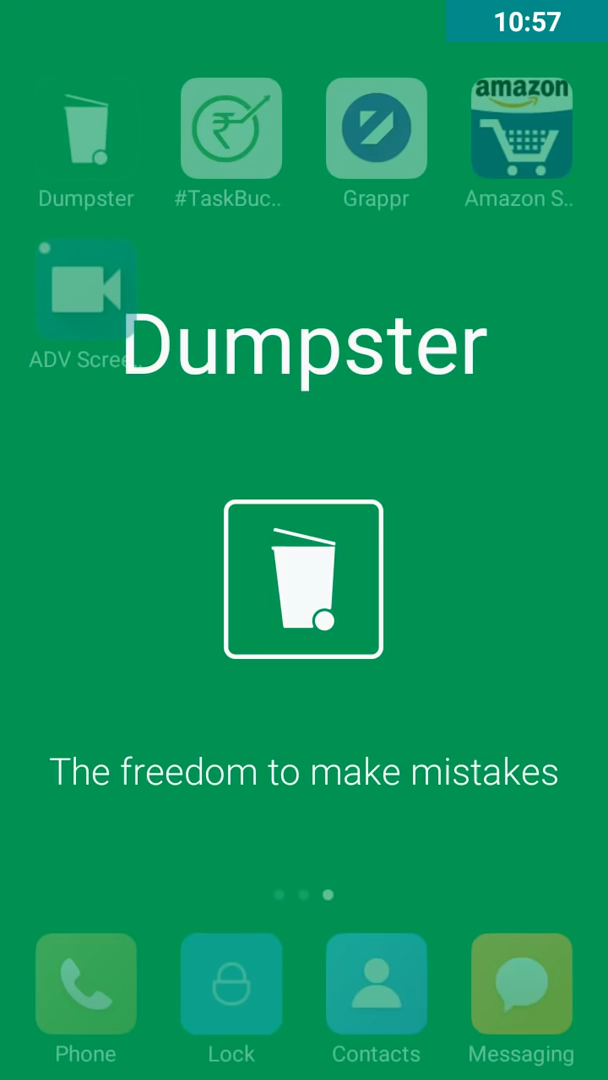 10:57
amazon
Dumpster
#TaskBuc..
Grappr
Amazon S..
ADV Scree..
Dumpster
The freedom to make mistakes
Phone
Lock
Contacts
Messaging